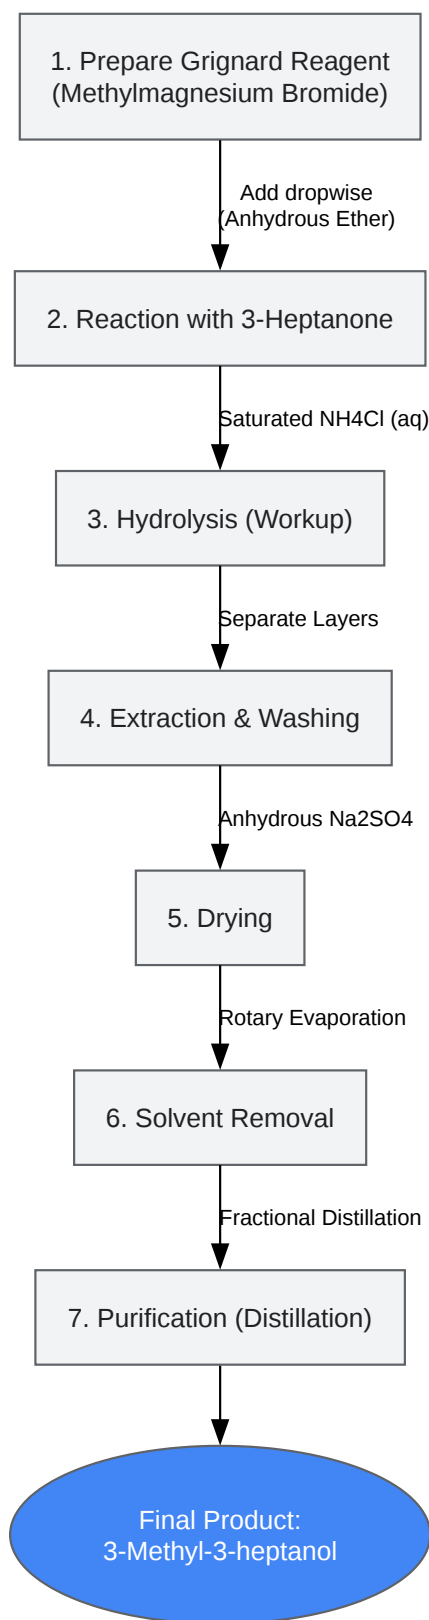 1. Prepare Grignard Reagent
(Methylmagnesium Bromide)
Add dropwise
(Anhydrous Ether)
2. Reaction with 3-Heptanone
Saturated NH4Cl (aq)
3. Hydrolysis (Workup)
Separate Layers
4. Extraction & Washing
Anhydrous Na2SO4
5. Drying
Rotary Evaporation
6. Solvent Removal
Fractional Distillation
7. Purification (Distillation)
Final Product:
3-Methyl-3-heptanol